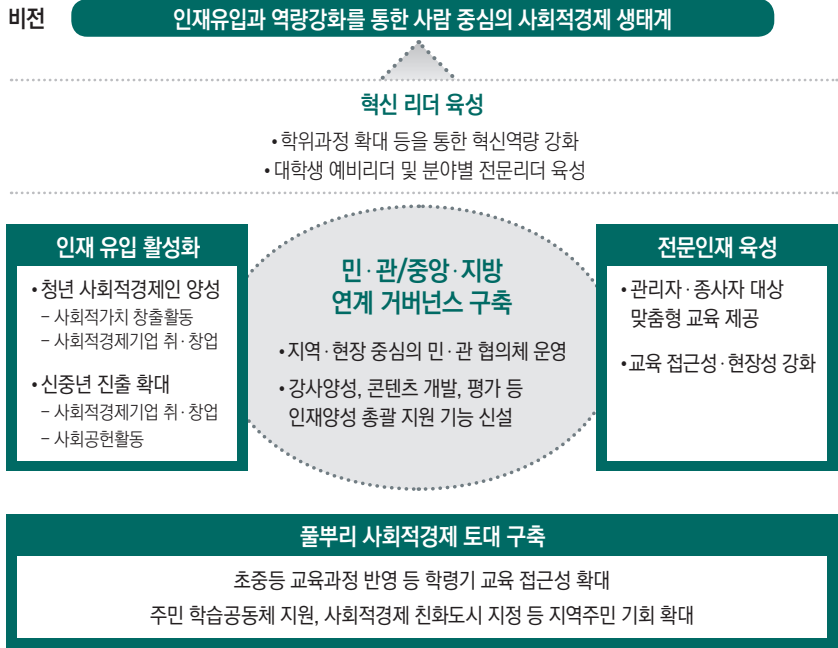 비전
인재유입과 역량강화를 통한 사람 중심의 사회적경제 생태계
혁신 리더 육성
• 학위과정 확대 등을 통한 혁신역량 강화
• 대학생 예비리더 및 분야별 전문리더 육성
인재 유입 활성화
• 청년 사회적경제인 양성
– 사회적가치 창출활동
– 사회적경제기업 취·창업
• 신중년 진출 확대
– 사회적경제기업 취·창업
– 사회공헌활동
민·관/중앙·지방
연계 거버넌스 구축
• 지역·현장 중심의 민·관 협의체 운영
• 강사양성, 콘텐츠 개발, 평가 등
인재양성 총괄 지원 기능 신설
전문인재 육성
• 관리자·종사자 대상
맞춤형 교육 제공
• 교육 접근성·현장성 강화
풀뿌리 사회적경제 토대 구축
초중등 교육과정 반영 등 학령기 교육 접근성 확대
주민 학습공동체 지원, 사회적경제 친화도시 지정 등 지역주민 기회 확대